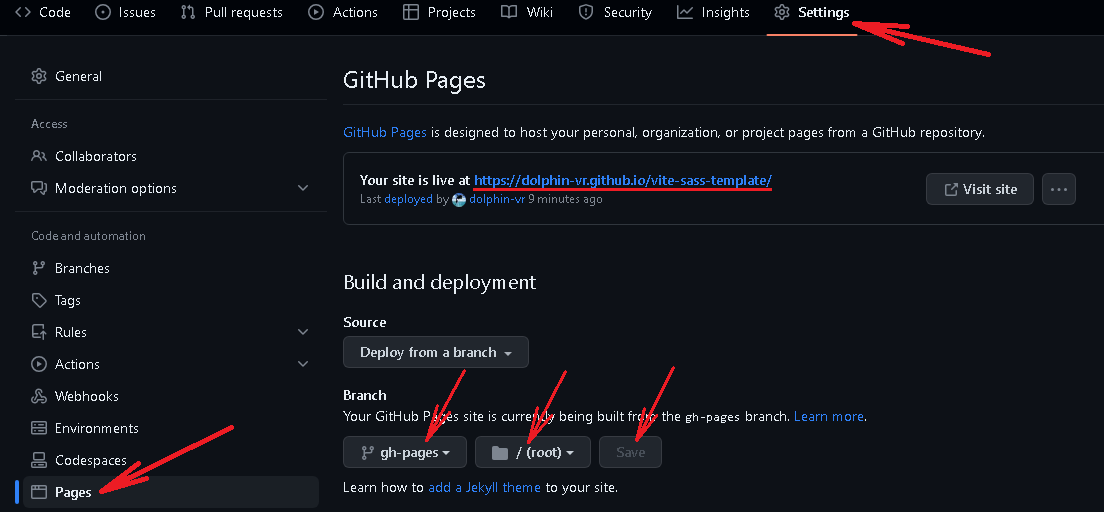 Code Issues Pull requests Actions Projects Wiki Security Insights Settings
General
Access
Collaborators
Moderation options
Code and automation
Branches
Tags
Rules
Actions
Webhooks
Environments
Codespaces
Pages
GitHub Pages
GitHub Pages is designed to host your personal, organization, or project pages from a GitHub repository.
Your site is live at https://dolphin-vr.github.io/vite-sass-template/
Last deployed by dolphin-vr 9 minutes ago
Visit site
Build and deployment
Source
Deploy from a branch
Branch
Your GitHub Pages site is currently being built from the gh-pages branch. Learn more.
gh-pages / (root) Save
Learn how to add a Jekyll theme to your site.